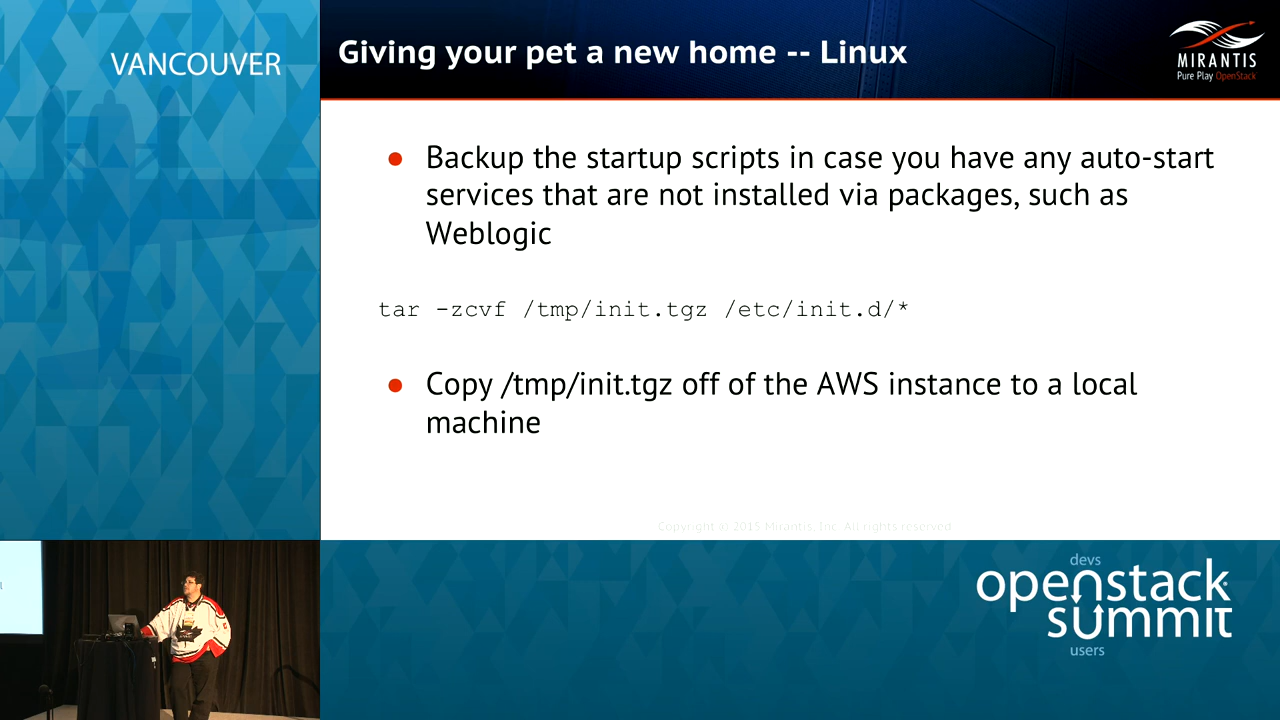 VANCOUVER
Giving your pet a new home -- Linux
MIRANTIS
Pure Play OpenStack
● Backup the startup scripts in case you have any auto-start
services that are not installed via packages, such as
Weblogic
tar -zcvf /tmp/init.tgz /etc/init.d/*
● Copy /tmp/init.tgz off of the AWS instance to a local
machine
Copyright © 2015 Mirantis, Inc. All rights reserved
devs
openstack
summit
users